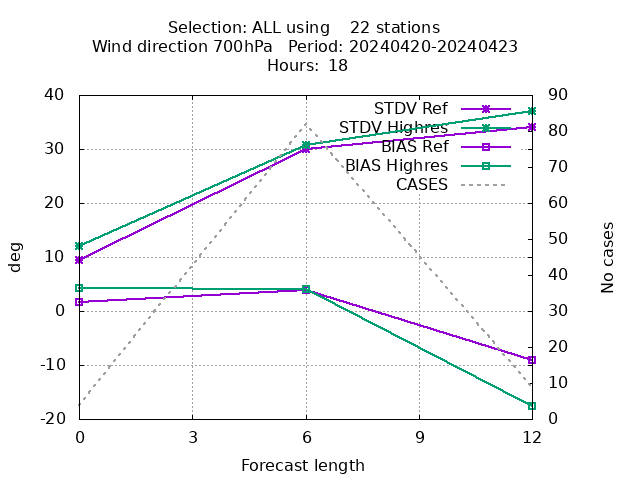 Selection: ALL using    22 stations
Wind direction 700hPa   Period: 20240420-20240423
Hours: 18
40
30
20
10
0
-10
-20
90
80
70
60
50
40
30
20
10
0
STDV Ref
STDV Highres
BIAS Ref
BIAS Highres
CASES
deg
No cases
0 3 6 9 12
Forecast length